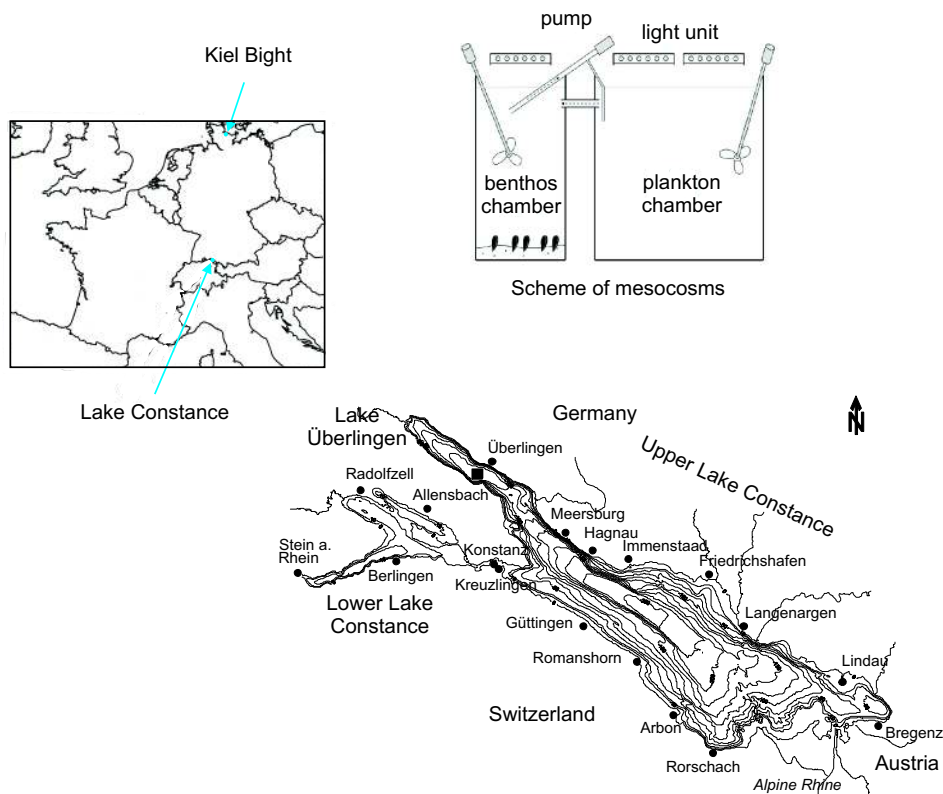 pump
light unit
Kiel Bight
benthos
chamber
plankton
chamber
Scheme of mesocosms
Lake Constance
Lake
Überlingen
Germany
N
Upper Lake Constance
Überlingen
Radolfzell
Allensbach
Meersburg
Hagnau
Immenstaad
Friedrichshafen
Stein a.
Rhein
Berlingen
Konstanz
Kreuzlingen
Lower Lake
Constance
Güttingen
Langenargen
Romanshorn
Lindau
Switzerland
Arbon
Bregenz
Rorschach
Austria
Alpine Rhine